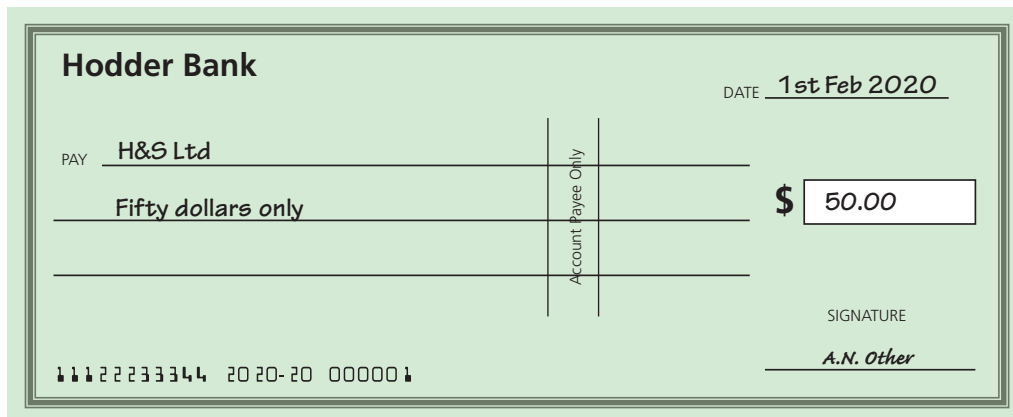 Hodder Bank
DATE 1st Feb 2020
PAY H&S Ltd
Fifty dollars only
Account Payee Only
$ 50.00
SIGNATURE
A.N. Other
11122233344 2020-20 000001